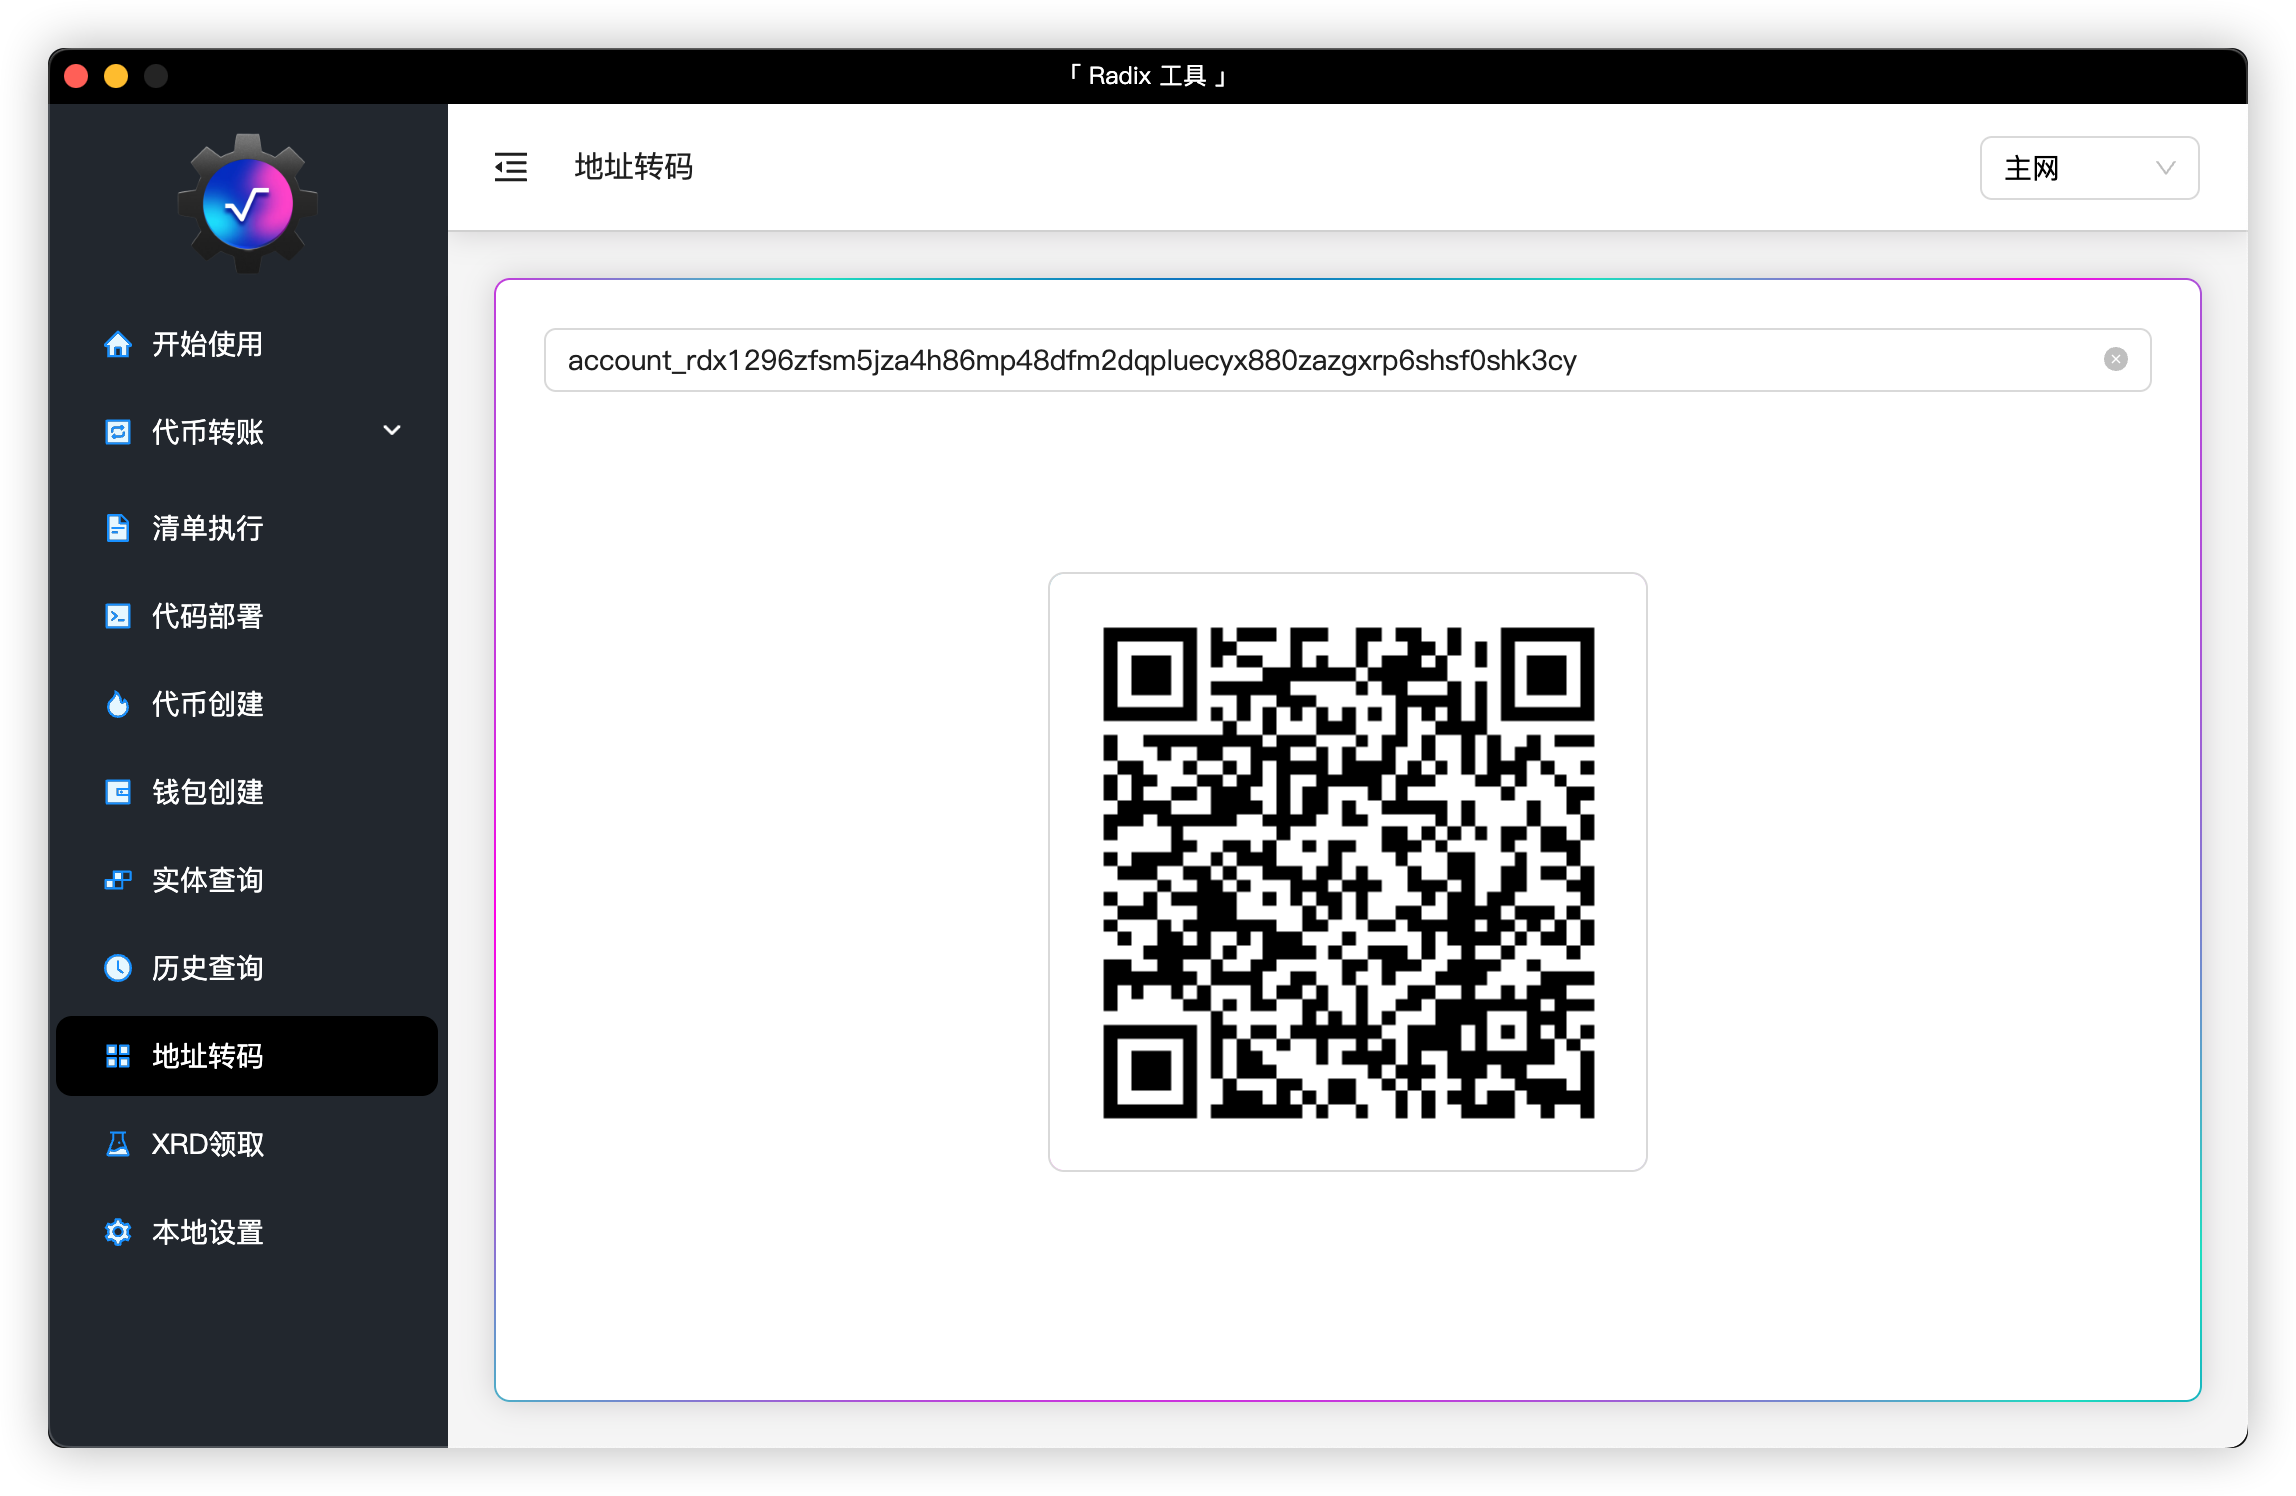 「 Radix 工具 」
地址转码
主网
开始使用
代币转账
清单执行
代码部署
代币创建
钱包创建
实体查询
历史查询
地址转码
XRD领取
本地设置
account_rdx1296zfsm5jza4h86mp48dfm2dqpluecyx880zazgxrp6shsf0shk3cy